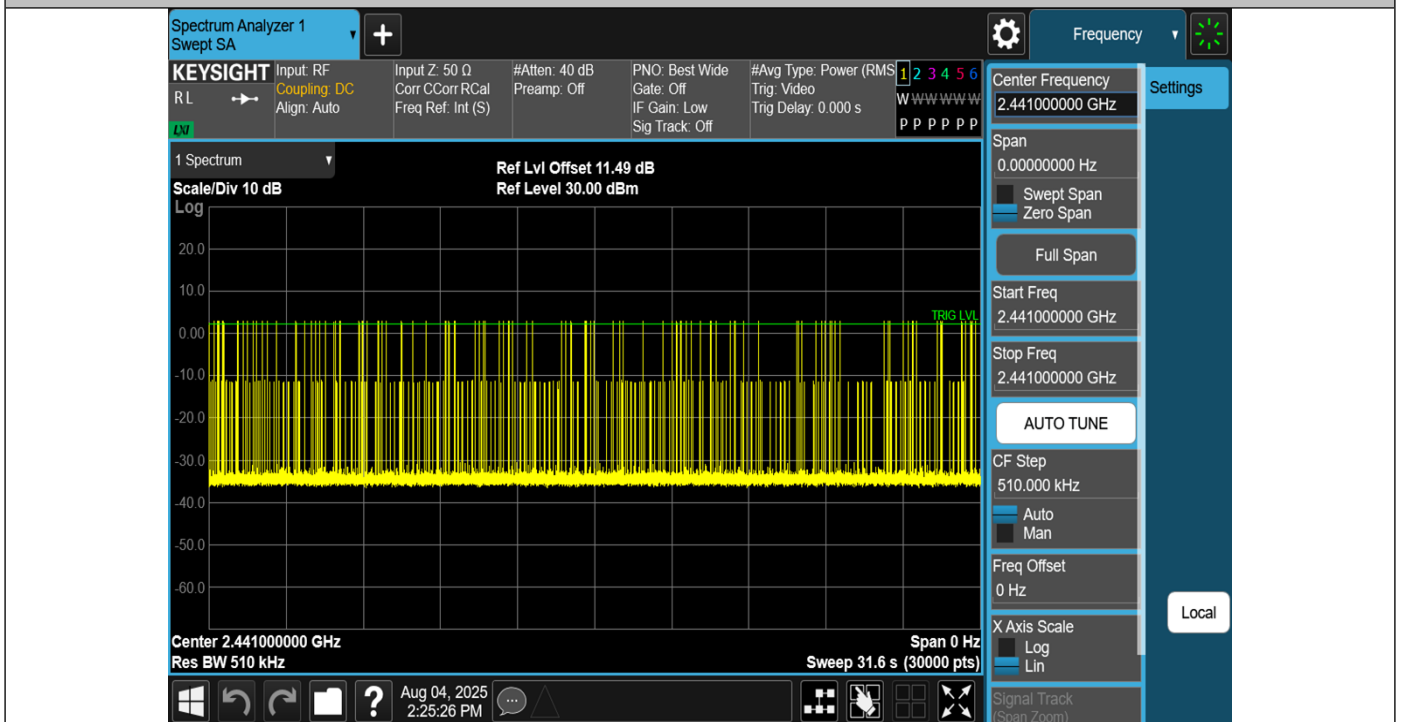 Spectrum Analyzer 1
Swept SA
Frequency
KEYSIGHT
RL
LXI
Input: RF
Coupling: DC
Align: Auto
Input Z: 50 Ω
Corr CCorr RCal
Freq Ref: Int (S)
#Atten: 40 dB
Preamp: Off
PNO: Best Wide
Gate: Off
IF Gain: Low
Sig Track: Off
#Avg Type: Power (RMS
Trig: Video
Trig Delay: 0.000 s
1 2 3 4 5 6
W W W W W W
P P P P P P
1 Spectrum
Scale/Div 10 dB
Log
Ref Lvl Offset 11.49 dB
Ref Level 30.00 dBm
20.0
10.0
0.00
-10.0
-20.0
-30.0
-40.0
-50.0
-60.0
TRIG LVL
Center 2.441000000 GHz
Res BW 510 kHz
Span 0 Hz
Sweep 31.6 s (30000 pts)
Center Frequency
2.441000000 GHz
Span
0.00000000 Hz
Swept Span
Zero Span
Full Span
Start Freq
2.441000000 GHz
Stop Freq
2.441000000 GHz
AUTO TUNE
CF Step
510.000 kHz
Auto
Man
Freq Offset
0 Hz
X Axis Scale
Log
Lin
Signal Track
(Span Zoom)
Settings
Local
?
Aug 04, 2025
2:25:26 PM